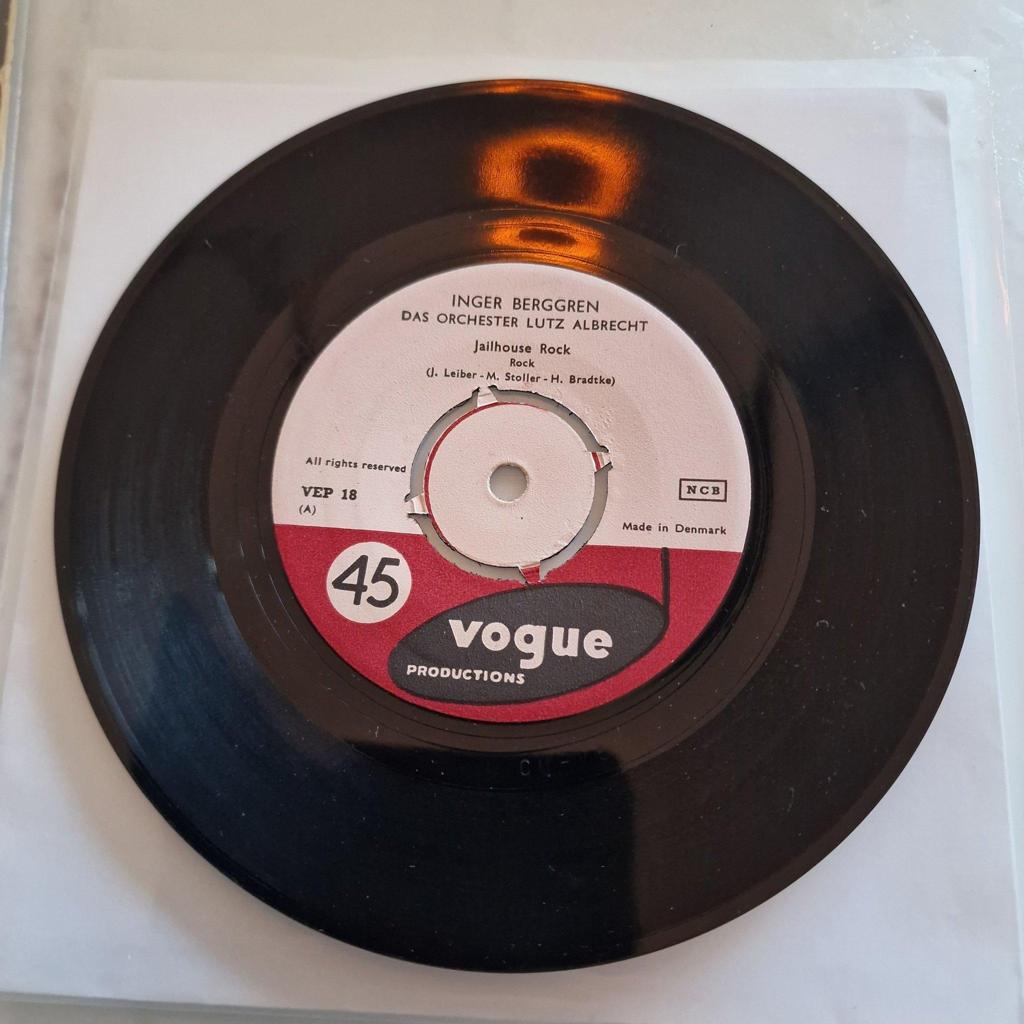 INGER BERGGREN
DAS ORCHESTER LUTZ ALBRECHT
Jailhouse Rock
Rock
(J. Leiber - M. Stoller - H. Bradtke)
All rights reserved
VEP 18
(A)
NCB
Made in Denmark
45
vogue
PRODUCTIONS